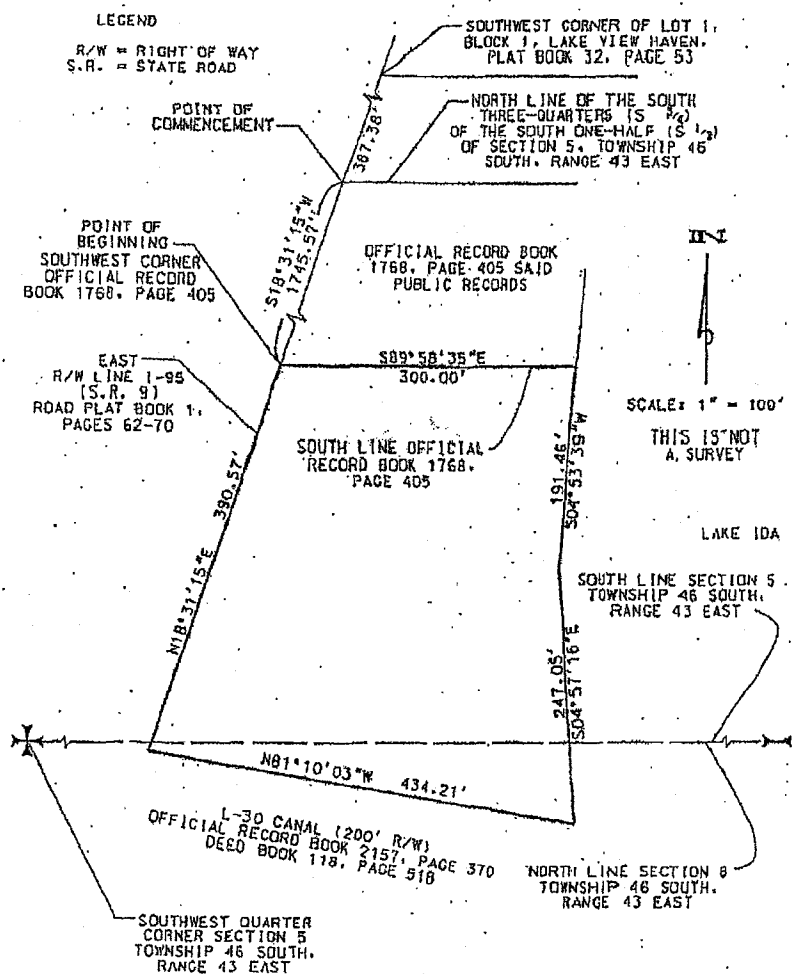 LEGEND
R/W = RIGHT OF WAY
S.R. = STATE ROAD
SOUTHWEST CORNER OF LOT 1,
BLOCK 1, LAKE VIEW HAVEN,
PLAT BOOK 32, PAGE 53
POINT OF
COMMENCEMENT
387.38'
NORTH LINE OF THE SOUTH
THREE-QUARTERS (S 3/4)
OF THE SOUTH ONE-HALF (S 1/2)
OF SECTION 5, TOWNSHIP 46
SOUTH, RANGE 43 EAST
S18°31'15"W
1745.57'
POINT OF
BEGINNING
SOUTHWEST CORNER
OFFICIAL RECORD
BOOK 1768, PAGE 405
OFFICIAL RECORD BOOK
1768, PAGE 405 SAID
PUBLIC RECORDS
N
S89°58'35"E
300.00'
EAST
R/W LINE I-95
(S.R. 9)
ROAD PLAT BOOK 1,
PAGES 62-70
SCALE: 1" = 100'
THIS IS NOT
A SURVEY
SOUTH LINE OFFICIAL
RECORD BOOK 1768,
PAGE 405
191.46'
S04°53'39"W
N18°31'15"E 390.57'
LAKE IDA
SOUTH LINE SECTION 5
TOWNSHIP 46 SOUTH,
RANGE 43 EAST
247.05'
S04°57'16"E
N81°10'03"W 434.21'
L-30 CANAL (200' R/W)
OFFICIAL RECORD BOOK 2157, PAGE 370
DEED BOOK 118, PAGE 518
NORTH LINE SECTION 8
TOWNSHIP 46 SOUTH,
RANGE 43 EAST
SOUTHWEST QUARTER
CORNER SECTION 5
TOWNSHIP 46 SOUTH,
RANGE 43 EAST